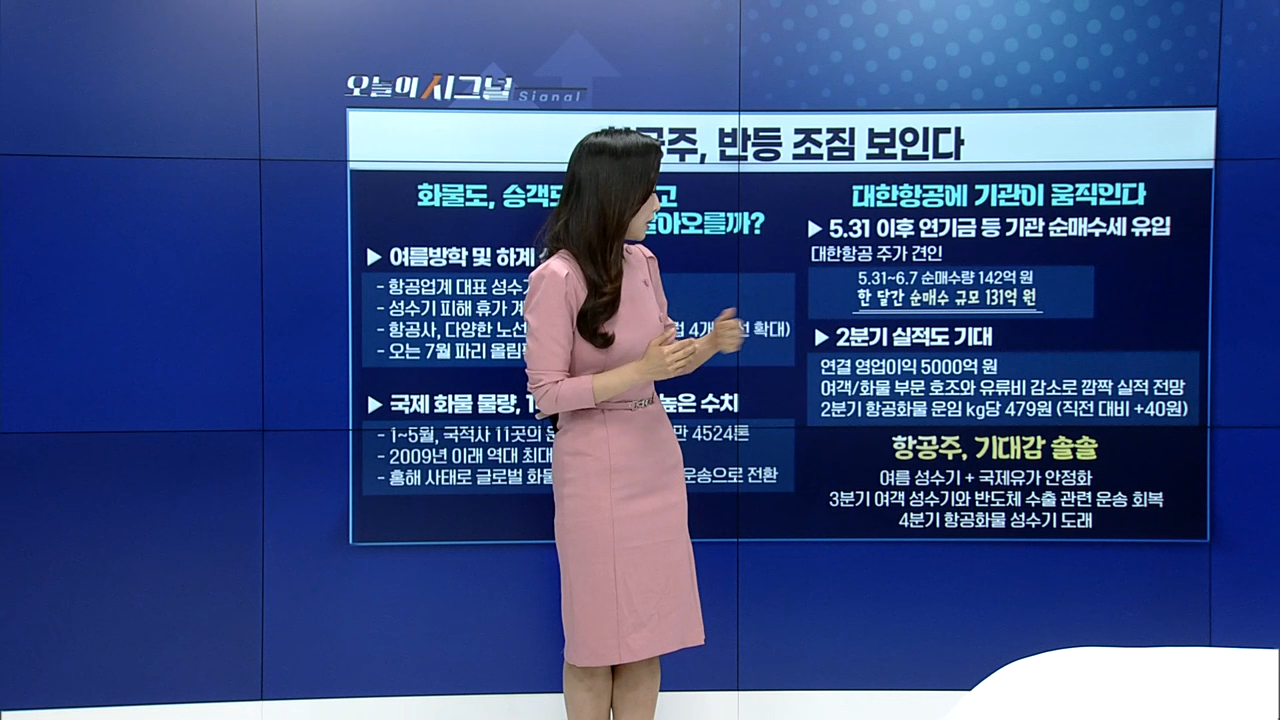 오늘의 시그널
Signal
주, 반등 조짐 보인다
화물도, 승객도 고
아오를까?
▶ 여름방학 및 하계
- 항공업계 대표 성수기
- 성수기 피해 휴가
- 항공사, 다양한 노선 4개 확대)
- 오는 7월 파리 올림픽
▶ 국제 화물 물량, 높은 수치
- 1~5월, 국적사 11곳의 만 4524톤
- 2009년 이래 역대 최대
- 홍해 사태로 글로벌 화물 운송으로 전환
대한항공에 기관이 움직인다
▶ 5.31 이후 연기금 등 기관 순매수세 유입
대한항공 주가 견인
5.31~6.7 순매수량 142억 원
한 달간 순매수 규모 131억 원
▶ 2분기 실적도 기대
연결 영업이익 5000억 원
여객/화물 부문 호조와 유류비 감소로 깜짝 실적 전망
2분기 항공화물 운임 kg당 479원 (직전 대비 +40원)
항공주, 기대감 솔솔
여름 성수기 + 국제유가 안정화
3분기 여객 성수기와 반도체 수출 관련 운송 회복
4분기 항공화물 성수기 도래